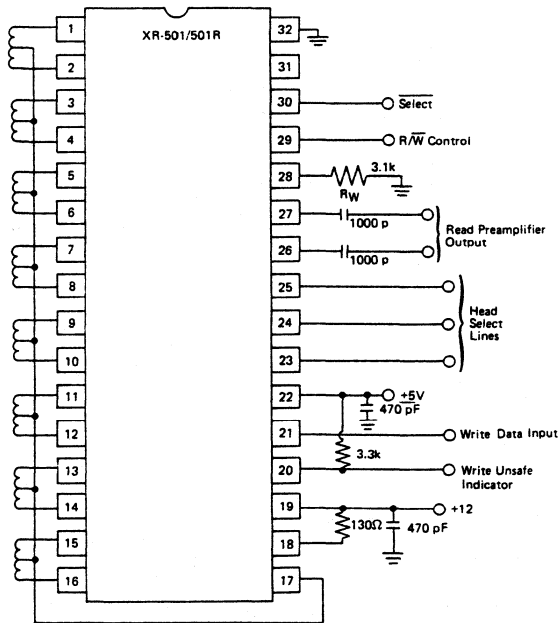 XR-501/501R
1
2
3
4
5
6
7
8
9
10
11
12
13
14
15
16
32
31
30
Select
29
R/W Control
28
3.1k
RW
27
1000 p
Read Preamplifier
Output
26
1000 p
25
24
Head
Select
Lines
23
22
+5V
470 pF
21
Write Data Input
3.3k
20
Write Unsafe
Indicator
19
+12
130Ω
470 pF
18
17